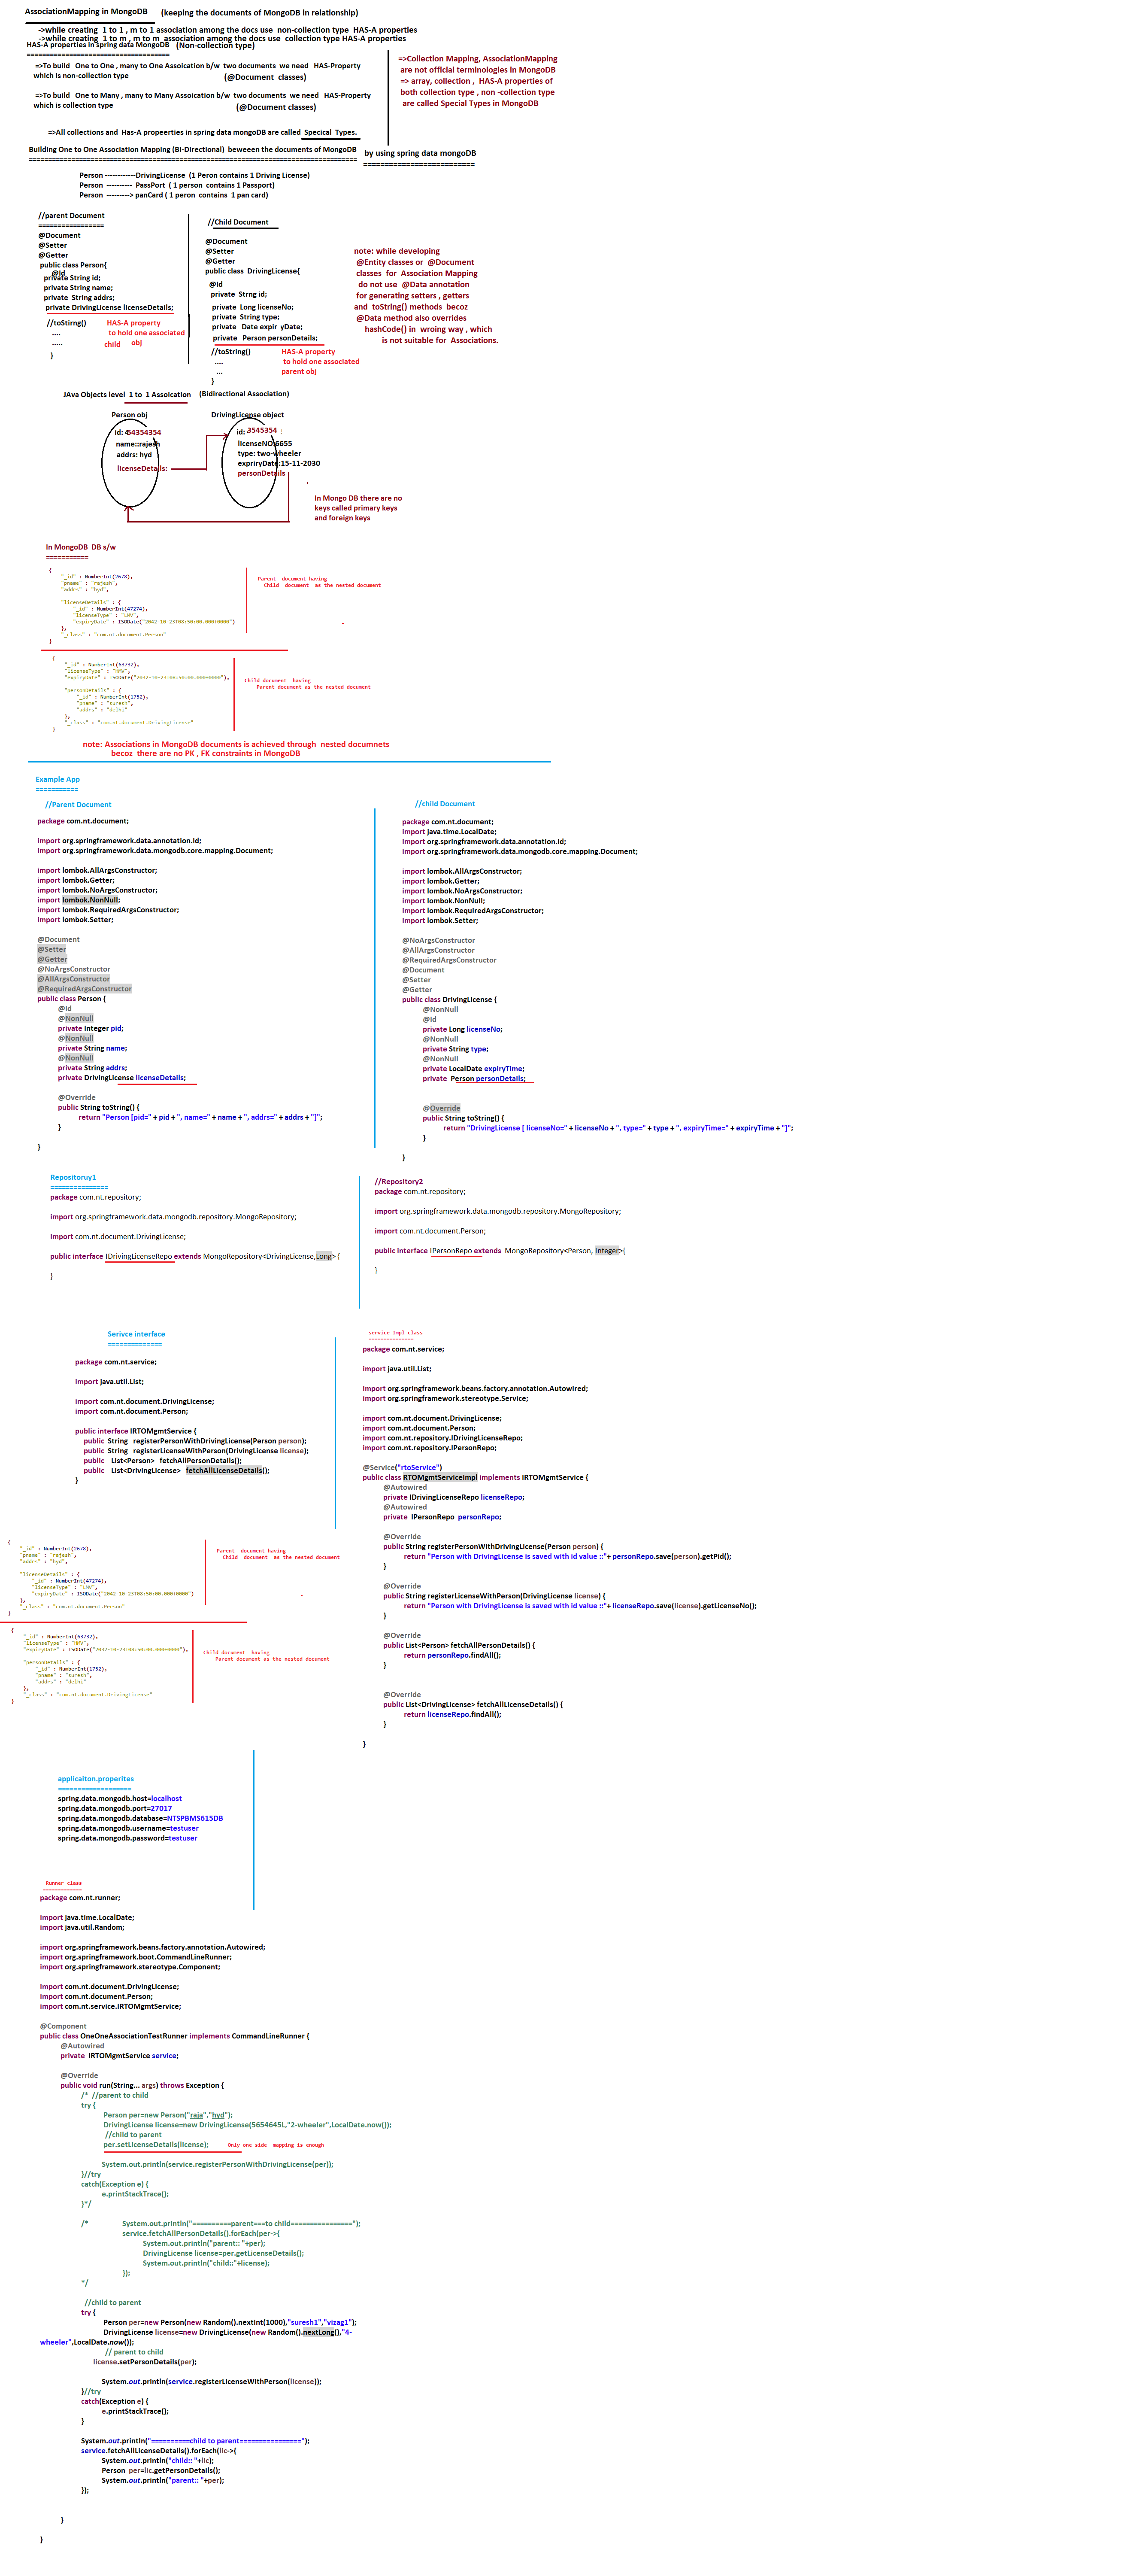 AssociationMapping in MongoDB (keeping the documents of MongoDB in relationship)
->while creating 1 to 1 , m to 1 association among the docs use non-collection type HAS-A properties
->while creating 1 to m , m to m association among the docs use collection type HAS-A properties
HAS-A properties in spring data MongoDB (Non-collection type)
=====================================
=>To build One to One , many to One Assoication b/w two documents we need HAS-Property
which is non-collection type (@Document classes)
=>To build One to Many , many to Many Assoication b/w two documents we need HAS-Property
which is collection type (@Document classes)
=>All collections and Has-A propeerties in spring data mongoDB are called Specical Types.
=>Collection Mapping, AssociationMapping
are not official terminologies in MongoDB
=> array, collection , HAS-A properties of
both collection type , non -collection type
are called Special Types in MongoDB
Building One to One Association Mapping (Bi-Directional) beweeen the documents of MongoDB by using spring data mongoDB
=====================================================================================
==========================
Person ------------DrivingLicense (1 Peron contains 1 Driving License)
Person ---------- PassPort ( 1 person contains 1 Passport)
Person ---------> panCard ( 1 peron contains 1 pan card)
//parent Document
=================
@Document
@Setter
@Getter
public class Person{
@Id
private String id;
private String name;
private String addrs;
private DrivingLicense licenseDetails;
//toStirng() HAS-A property
.... to hold one associated
..... child obj
}
//Child Document
@Document
@Setter
@Getter
public class DrivingLicense{
@Id
private Strng id;
private Long licenseNo;
private String type;
private Date expir yDate;
private Person personDetails;
//toString() HAS-A property
.... to hold one associated
... parent obj
}
note: while developing
@Entity classes or @Document
classes for Association Mapping
do not use @Data annotation
for generating setters , getters
and toString() methods becoz
@Data method also overrides
hashCode() in wroing way , which
is not suitable for Associations.
JAva Objects level 1 to 1 Assoication (Bidirectional Association)
Person obj
id: 454354354
name::rajesh
addrs: hyd
licenseDetails:
DrivingLicense object
id: 3545354
licenseNO:6655
type: two-wheeler
expriryDate:15-11-2030
personDetails
In Mongo DB there are no
keys called primary keys
and foreign keys
In MongoDB DB s/w
===========
{
"_id" : NumberInt(2678),
"pname" : "rajesh",
"addrs" : "hyd",
"licenseDetails" : {
"_id" : NumberInt(47274),
"licenseType" : "LMV",
"expiryDate" : ISODate("2042-10-23T08:50:00.000+0000")
},
"_class" : "com.nt.document.Person"
}
Parent document having
Child document as the nested document
{
"_id" : NumberInt(63732),
"licenseType" : "HMV",
"expiryDate" : ISODate("2032-10-23T08:50:00.000+0000"),
"personDetails" : {
"_id" : NumberInt(1752),
"pname" : "suresh",
"addrs" : "delhi"
},
"_class" : "com.nt.document.DrivingLicense"
}
Child document having
Parent document as the nested document
note: Associations in MongoDB documents is achieved through nested documnets
becoz there are no PK , FK constraints in MongoDB
Example App
===========
//Parent Document
package com.nt.document;
import org.springframework.data.annotation.Id;
import org.springframework.data.mongodb.core.mapping.Document;
import lombok.AllArgsConstructor;
import lombok.Getter;
import lombok.NoArgsConstructor;
import lombok.NonNull;
import lombok.RequiredArgsConstructor;
import lombok.Setter;
@Document
@Setter
@Getter
@NoArgsConstructor
@AllArgsConstructor
@RequiredArgsConstructor
public class Person {
@Id
@NonNull
private Integer pid;
@NonNull
private String name;
@NonNull
private String addrs;
private DrivingLicense licenseDetails;
@Override
public String toString() {
return "Person [pid=" + pid + ", name=" + name + ", addrs=" + addrs + "]";
}
}
//child Document
package com.nt.document;
import java.time.LocalDate;
import org.springframework.data.annotation.Id;
import org.springframework.data.mongodb.core.mapping.Document;
import lombok.AllArgsConstructor;
import lombok.Getter;
import lombok.NoArgsConstructor;
import lombok.NonNull;
import lombok.RequiredArgsConstructor;
import lombok.Setter;
@NoArgsConstructor
@AllArgsConstructor
@RequiredArgsConstructor
@Document
@Setter
@Getter
public class DrivingLicense {
@NonNull
@Id
private Long licenseNo;
@NonNull
private String type;
@NonNull
private LocalDate expiryTime;
private Person personDetails;
@Override
public String toString() {
return "DrivingLicense [ licenseNo=" + licenseNo + ", type=" + type + ", expiryTime=" + expiryTime + "]";
}
}
Repositoruy1
===============
package com.nt.repository;
import org.springframework.data.mongodb.repository.MongoRepository;
import com.nt.document.DrivingLicense;
public interface IDrivingLicenseRepo extends MongoRepository<DrivingLicense,Long> {
}
//Repository2
package com.nt.repository;
import org.springframework.data.mongodb.repository.MongoRepository;
import com.nt.document.Person;
public interface IPersonRepo extends MongoRepository<Person, Integer>{
}
Serivce interface
==============
package com.nt.service;
import java.util.List;
import com.nt.document.DrivingLicense;
import com.nt.document.Person;
public interface IRTOMgmtService {
public String registerPersonWithDrivingLicense(Person person);
public String registerLicenseWithPerson(DrivingLicense license);
public List<Person> fetchAllPersonDetails();
public List<DrivingLicense> fetchAllLicenseDetails();
}
service Impl class
===============
package com.nt.service;
import java.util.List;
import org.springframework.beans.factory.annotation.Autowired;
import org.springframework.stereotype.Service;
import com.nt.document.DrivingLicense;
import com.nt.document.Person;
import com.nt.repository.IDrivingLicenseRepo;
import com.nt.repository.IPersonRepo;
@Service("rtoService")
public class RTOMgmtServiceImpl implements IRTOMgmtService {
@Autowired
private IDrivingLicenseRepo licenseRepo;
@Autowired
private IPersonRepo personRepo;
@Override
public String registerPersonWithDrivingLicense(Person person) {
return "Person with DrivingLicense is saved with id value ::"+ personRepo.save(person).getPid();
}
@Override
public String registerLicenseWithPerson(DrivingLicense license) {
return "Person with DrivingLicense is saved with id value ::"+ licenseRepo.save(license).getLicenseNo();
}
@Override
public List<Person> fetchAllPersonDetails() {
return personRepo.findAll();
}
@Override
public List<DrivingLicense> fetchAllLicenseDetails() {
return licenseRepo.findAll();
}
}
{
"_id" : NumberInt(2678),
"pname" : "rajesh",
"addrs" : "hyd",
"licenseDetails" : {
"_id" : NumberInt(47274),
"licenseType" : "LMV",
"expiryDate" : ISODate("2042-10-23T08:50:00.000+0000")
},
"_class" : "com.nt.document.Person"
}
Parent document having
Child document as the nested document
{
"_id" : NumberInt(63732),
"licenseType" : "HMV",
"expiryDate" : ISODate("2032-10-23T08:50:00.000+0000"),
"personDetails" : {
"_id" : NumberInt(1752),
"pname" : "suresh",
"addrs" : "delhi"
},
"_class" : "com.nt.document.DrivingLicense"
}
Child document having
Parent document as the nested document
applicaiton.properites
===================
spring.data.mongodb.host=localhost
spring.data.mongodb.port=27017
spring.data.mongodb.database=NTSPBMS615DB
spring.data.mongodb.username=testuser
spring.data.mongodb.password=testuser
Runner class
=============
package com.nt.runner;
import java.time.LocalDate;
import java.util.Random;
import org.springframework.beans.factory.annotation.Autowired;
import org.springframework.boot.CommandLineRunner;
import org.springframework.stereotype.Component;
import com.nt.document.DrivingLicense;
import com.nt.document.Person;
import com.nt.service.IRTOMgmtService;
@Component
public class OneOneAssociationTestRunner implements CommandLineRunner {
@Autowired
private IRTOMgmtService service;
@Override
public void run(String... args) throws Exception {
/* //parent to child
try {
Person per=new Person("raja","hyd");
DrivingLicense license=new DrivingLicense(5654645L,"2-wheeler",LocalDate.now());
//child to parent
per.setLicenseDetails(license); Only one side mapping is enough
System.out.println(service.registerPersonWithDrivingLicense(per));
}//try
catch(Exception e) {
e.printStackTrace();
}*/
/* System.out.println("==========parent===to child================");
service.fetchAllPersonDetails().forEach(per->{
System.out.println("parent:: "+per);
DrivingLicense license=per.getLicenseDetails();
System.out.println("child::"+license);
});
*/
//child to parent
try {
Person per=new Person(new Random().nextInt(1000),"suresh1","vizag1");
DrivingLicense license=new DrivingLicense(new Random().nextLong(),"4-
wheeler",LocalDate.now());
// parent to child
license.setPersonDetails(per);
System.out.println(service.registerLicenseWithPerson(license));
}//try
catch(Exception e) {
e.printStackTrace();
}
System.out.println("==========child to parent================");
service.fetchAllLicenseDetails().forEach(lic->{
System.out.println("child:: "+lic);
Person per=lic.getPersonDetails();
System.out.println("parent:: "+per);
});
}
}